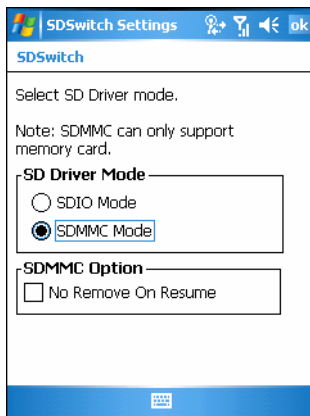 SDSwitch Settings ok
SDSwitch
Select SD Driver mode.
Note: SDMMC can only support
memory card.
SD Driver Mode
SDIO Mode
SDMMC Mode
SDMMC Option
No Remove On Resume